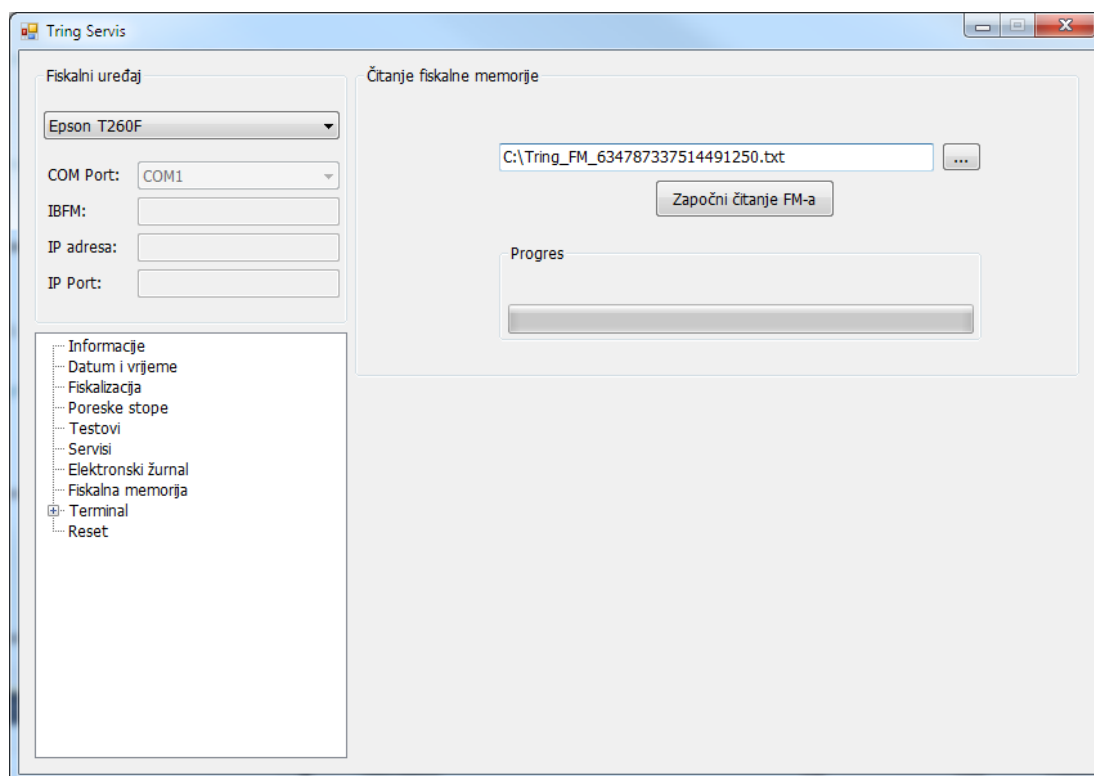 Tring Servis
Fiskalni uređaj
Epson T260F
COM Port: COM1
IBFM:
IP adresa:
IP Port:
Informacije
Datum i vrijeme
Fiskalizacija
Poreske stope
Testovi
Servisi
Elektronski žurnal
Fiskalna memorija
Terminal
Reset
Čitanje fiskalne memorije
C:\Tring_FM_634787337514491250.txt
...
Započni čitanje FM-a
Progres